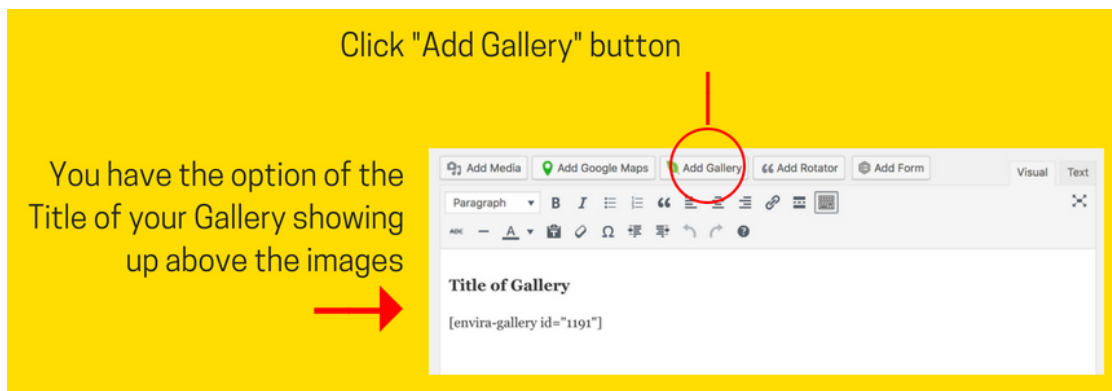 Click "Add Gallery" button
You have the option of the
Title of your Gallery showing
up above the images
Add Media Add Google Maps Add Gallery Add Rotator Add Form Visual Text
Paragraph B I
ABC A Ω
Title of Gallery
[envira-gallery id="1191"]